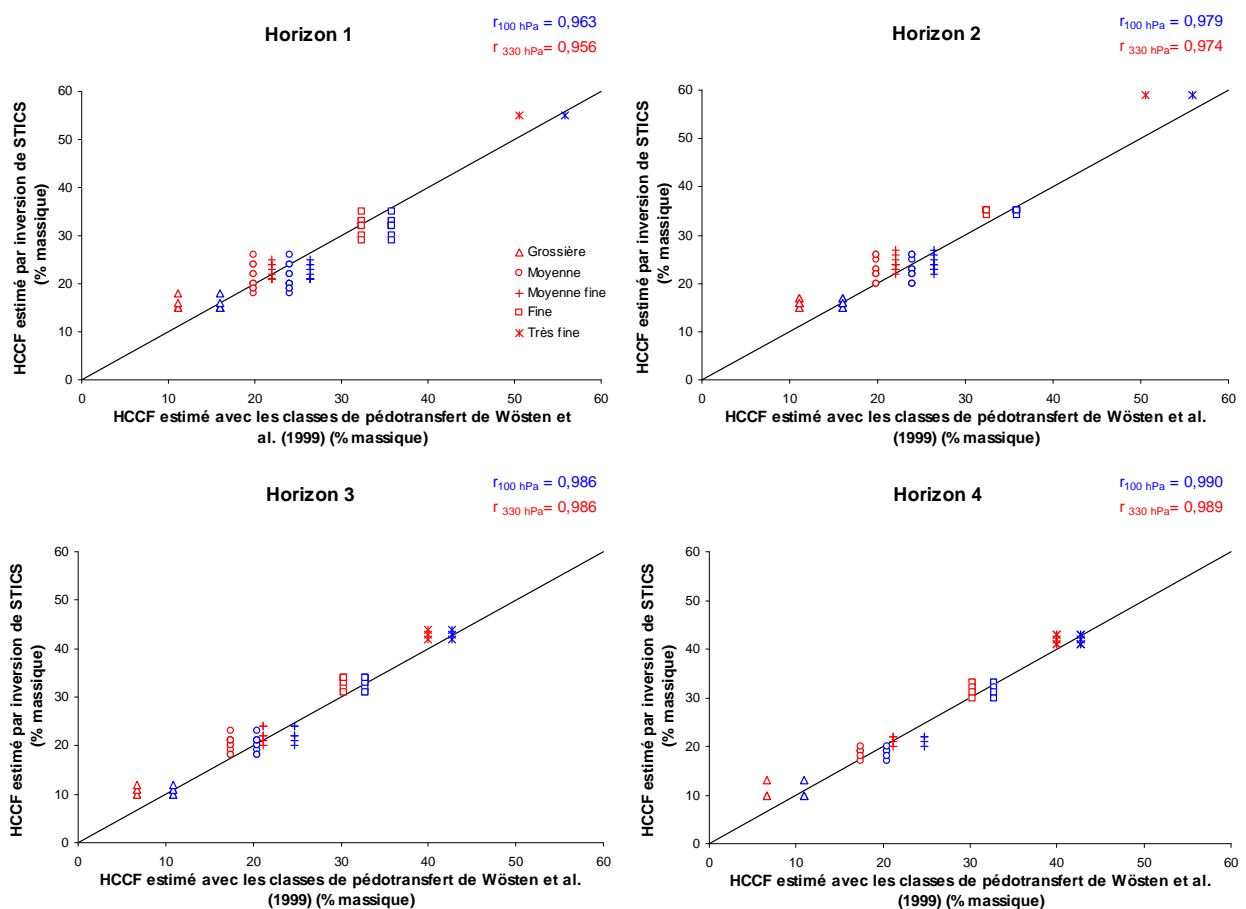 Horizon 1
r100 hPa = 0,963
r 330 hPa= 0,956
HCCF estimé par inversion de STICS
(% massique)
60
50
40
30
20
10
0
Grossière
Moyenne
Moyenne fine
Fine
Très fine
0 10 20 30 40 50 60
HCCF estimé avec les classes de pédotransfert de Wösten et
al. (1999) (% massique)
Horizon 2
r100 hPa = 0,979
r 330 hPa= 0,974
HCCF estimé par inversion de STICS
(% massique)
60
50
40
30
20
10
0
0 10 20 30 40 50 60
HCCF estimé avec les classes de pédotransfert de Wösten et al.
(1999) (% massique)
Horizon 3
r100 hPa = 0,986
r 330 hPa= 0,986
HCCF estimé par inversion de STICS
(% massique)
60
50
40
30
20
10
0
0 10 20 30 40 50 60
HCCF estimé avec les classes de pédotransfert de Wösten et al.
(1999) (% massique)
Horizon 4
r100 hPa = 0,990
r 330 hPa= 0,989
HCCF estimé par inversion de STICS
(% massique)
60
50
40
30
20
10
0
0 10 20 30 40 50 60
HCCF estimé avec les classes de pédotransfert de Wösten et al.
(1999) (% massique)